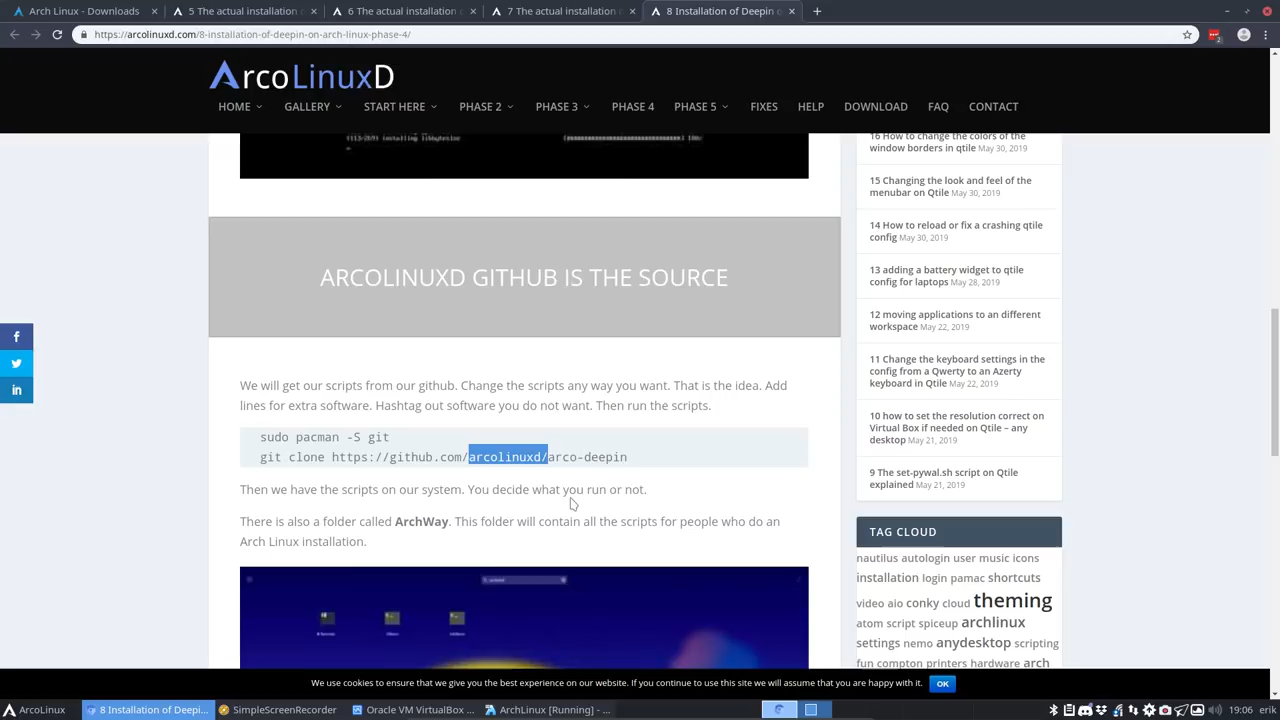 Arch Linux
5 The actual installation o
6 The actual installation o
7 The actual installation o
8 Installation of Deepin o
https://arcolinuxd.com/8-installation-of-deepin-on-arch-linux-phase-4/
ArcoLinuxD
HOME
GALLERY
START HERE
PHASE 2
PHASE 3
PHASE 4
PHASE 5
FIXES
HELP
DOWNLOAD
FAQ
CONTACT
ARCOLINUXD GITHUB IS THE SOURCE
We will get our scripts from our github. Change the scripts any way you want. That is the idea. Add
lines for extra software. Hashtag out software you do not want. Then run the scripts.
sudo pacman -S git
git clone https://github.com/arcolinuxd/arco-deepin
Then we have the scripts on our system. You decide what you run or not.
There is also a folder called ArchWay. This folder will contain all the scripts for people who do an
Arch Linux installation.
16 How to change the colors of the
window borders in qtile May 30, 2019
15 Changing the look and feel of the
menubar on Qtile May 30, 2019
14 How to reload or fix a crashing qtile
config May 30, 2019
13 adding a battery widget to qtile
config for laptops May 28, 2019
12 moving applications to an different
workspace May 22, 2019
11 Change the keyboard settings in the
config from a Qwerty to an Azerty
keyboard in Qtile May 22, 2019
10 how to set the resolution correct on
Virtual Box if needed on Qtile – any
desktop May 21, 2019
9 The set-pywal.sh script on Qtile
explained May 21, 2019
TAG CLOUD
nautilus autologin user music icons
installation login pamac shortcuts
video aio conky cloud theming
atom script spiceup archlinux
settings nemo anydesktop scripting
fun compton printers hardware arch
We use cookies to ensure that we give you the best experience on our website. If you continue to use this site we will assume that you are happy with it.
OK
ArcoLinux
8 Installation of Deepi...
SimpleScreenRecorder
Oracle VM VirtualBox ...
ArchLinux [Running] - ...
19:06
erik